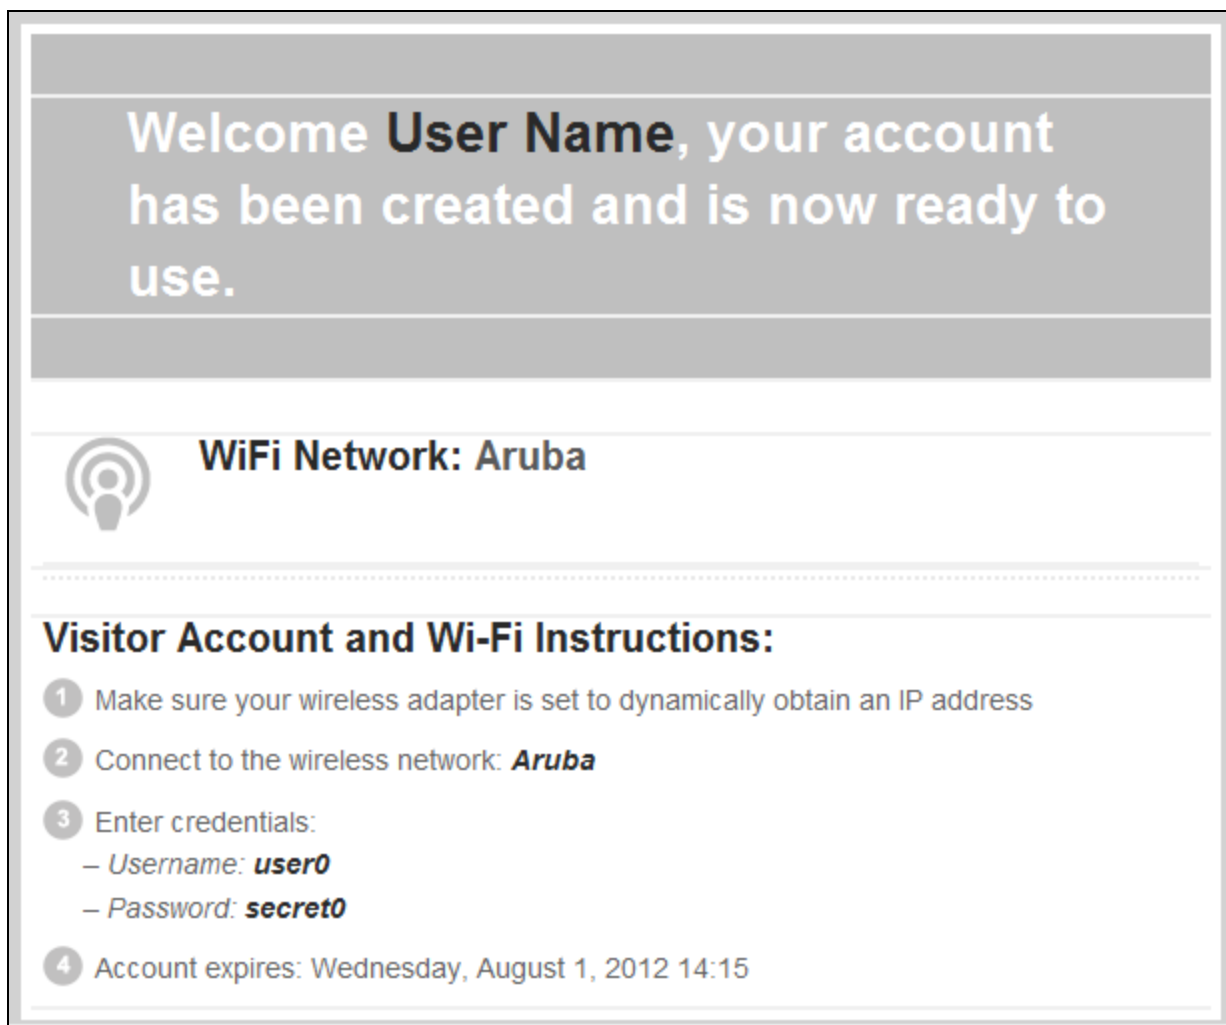 Welcome User Name, your account
has been created and is now ready to
use.
WiFi Network: Aruba
Visitor Account and Wi-Fi Instructions:
1 Make sure your wireless adapter is set to dynamically obtain an IP address
2 Connect to the wireless network: Aruba
3 Enter credentials:
– Username: user0
– Password: secret0
4 Account expires: Wednesday, August 1, 2012 14:15